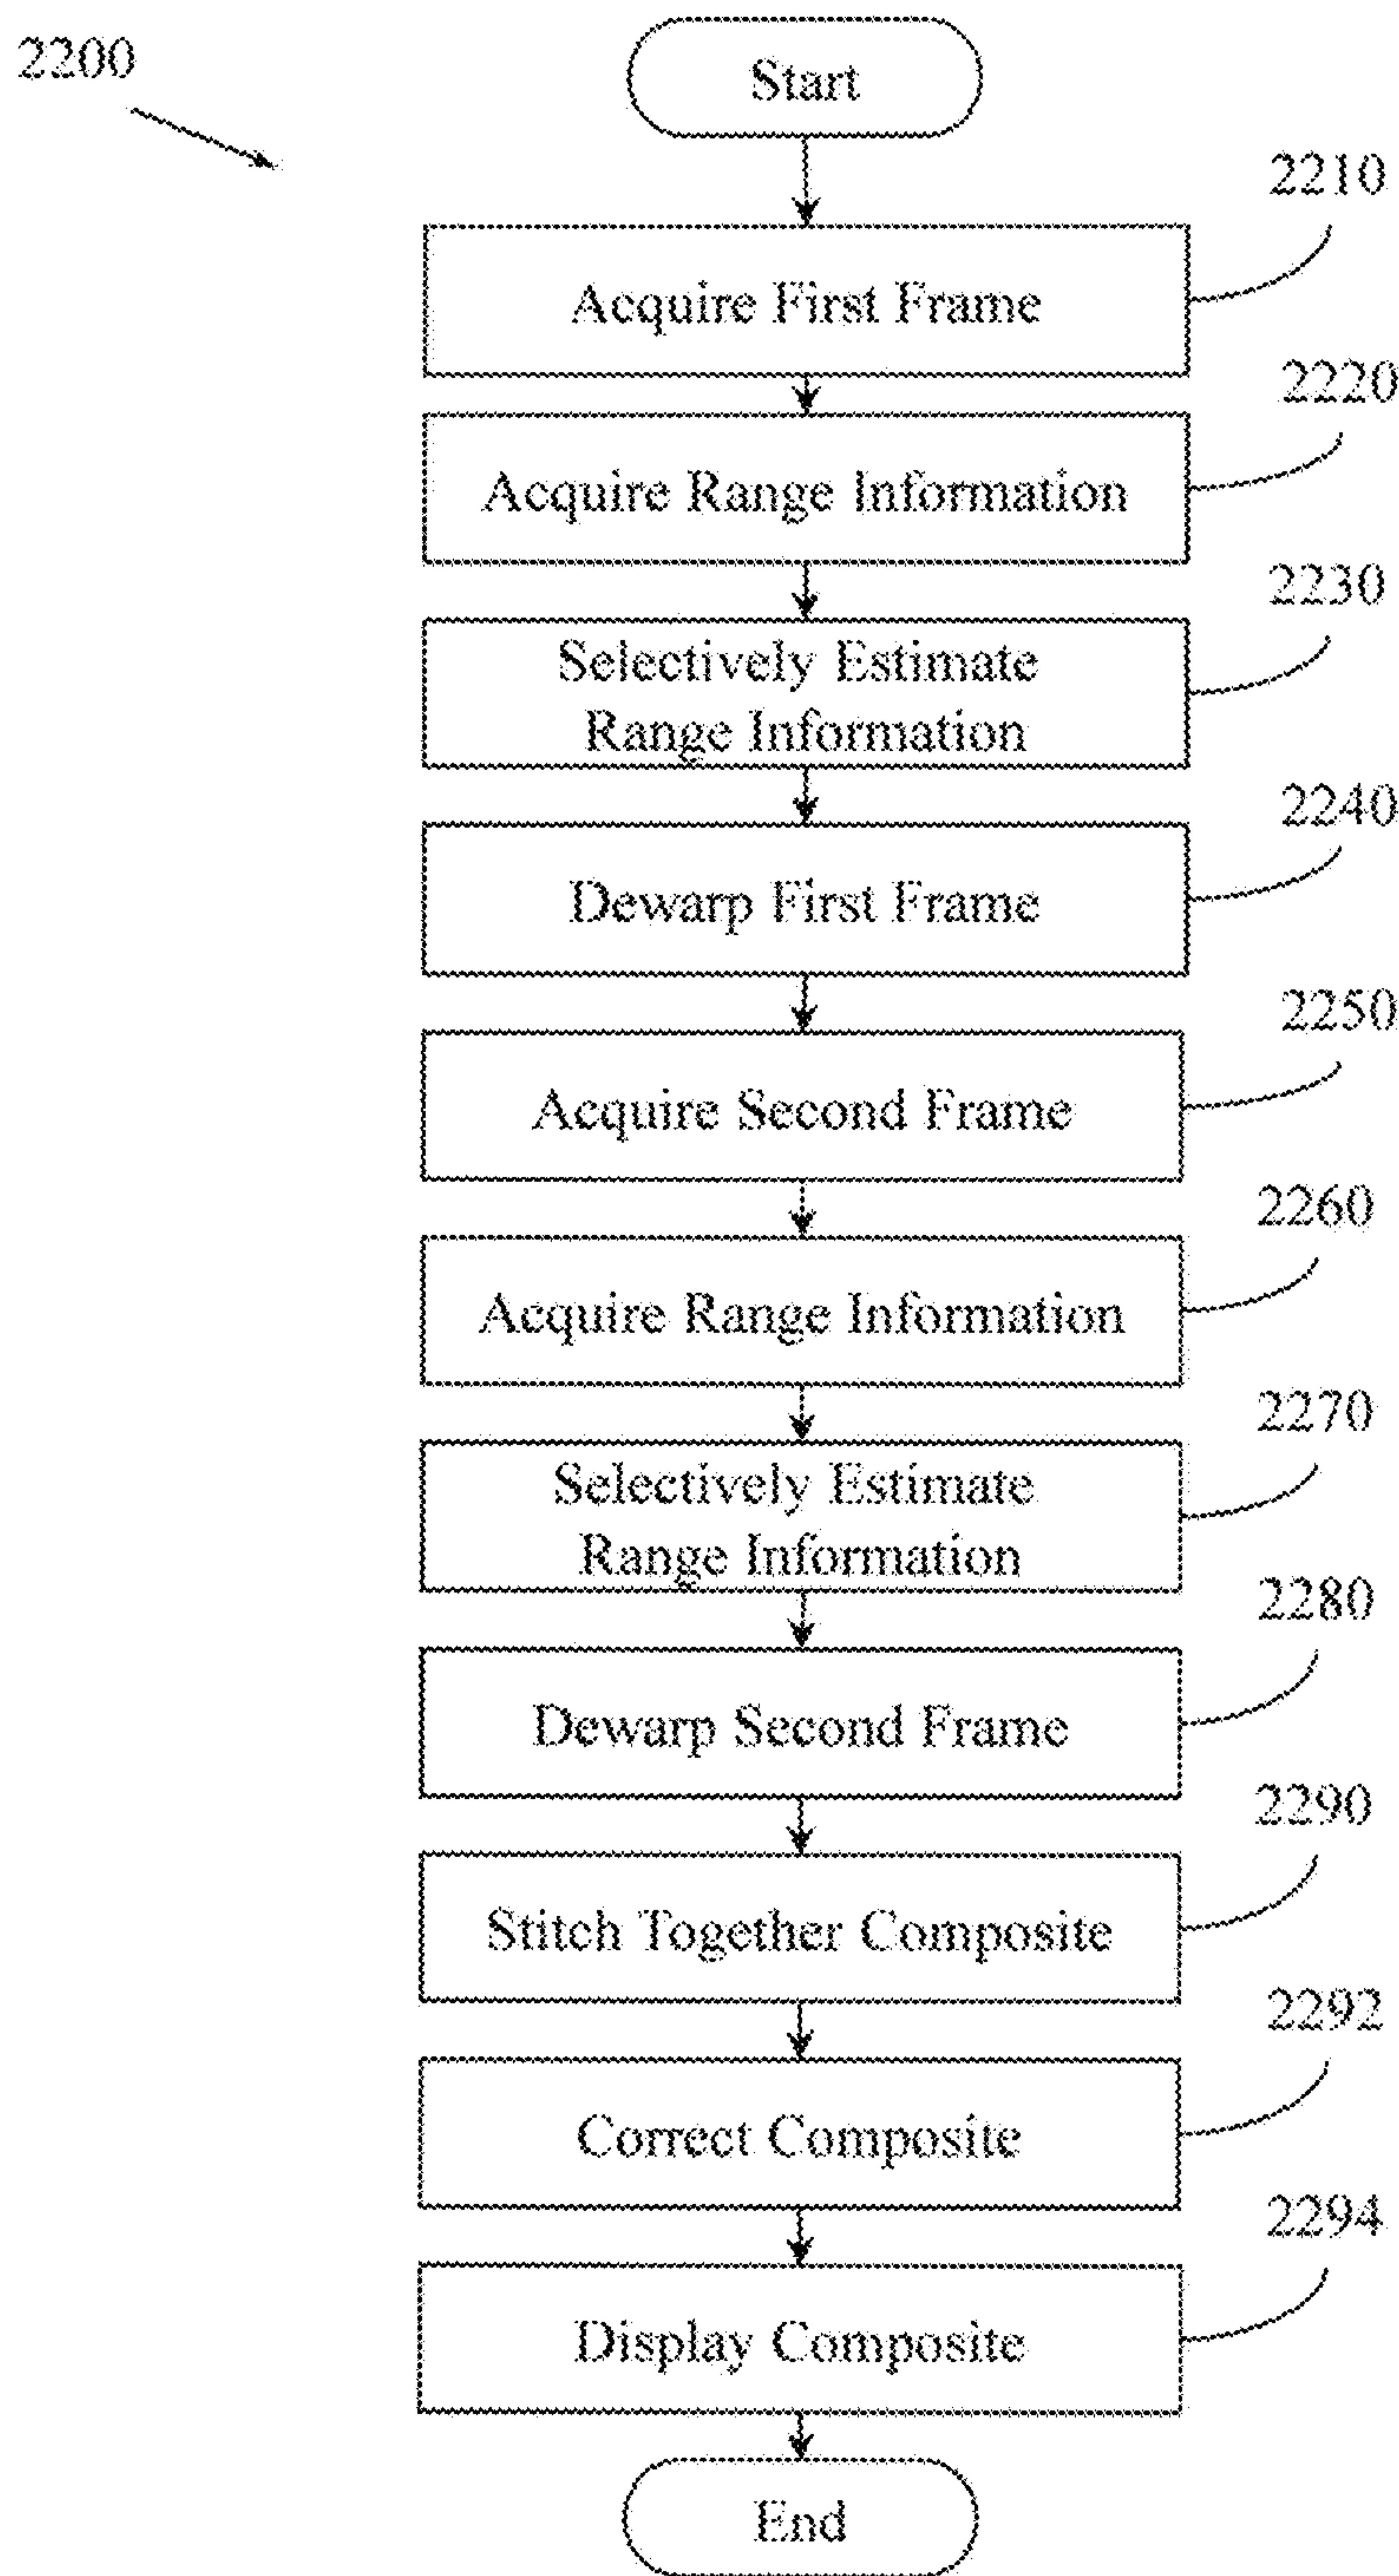 2200
Start
2210
Acquire First Frame
2220
Acquire Range Information
2230
Selectively Estimate
Range Information
2240
Dewarp First Frame
2250
Acquire Second Frame
2260
Acquire Range Information
2270
Selectively Estimate
Range Information
2280
Dewarp Second Frame
2290
Stitch Together Composite
2292
Correct Composite
2294
Display Composite
End